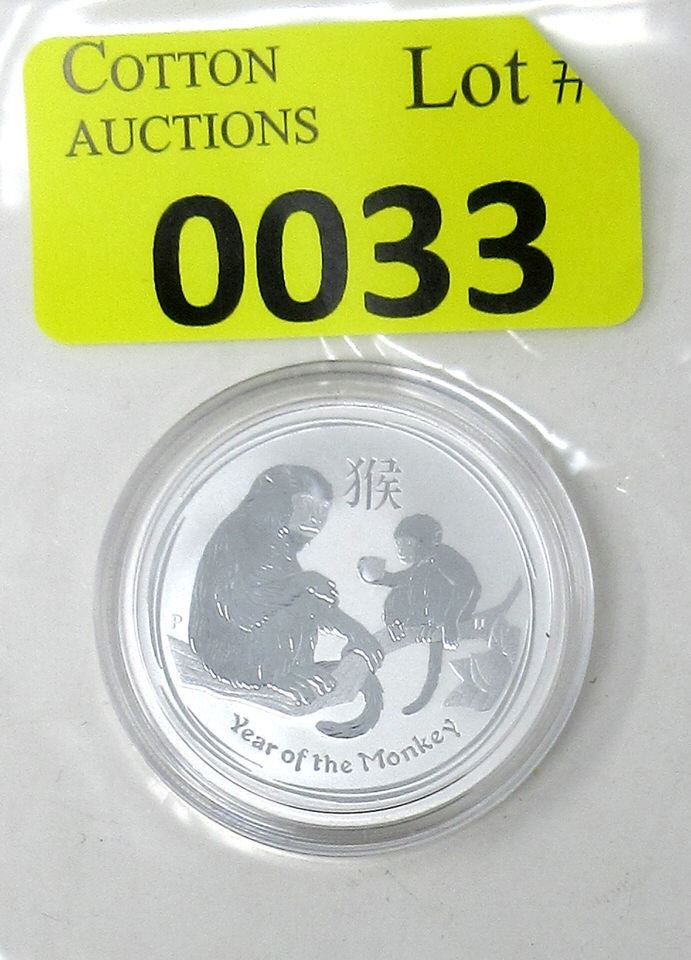 COTTON AUCTIONS Lot #
0033
猴
P
Year of the Monkey